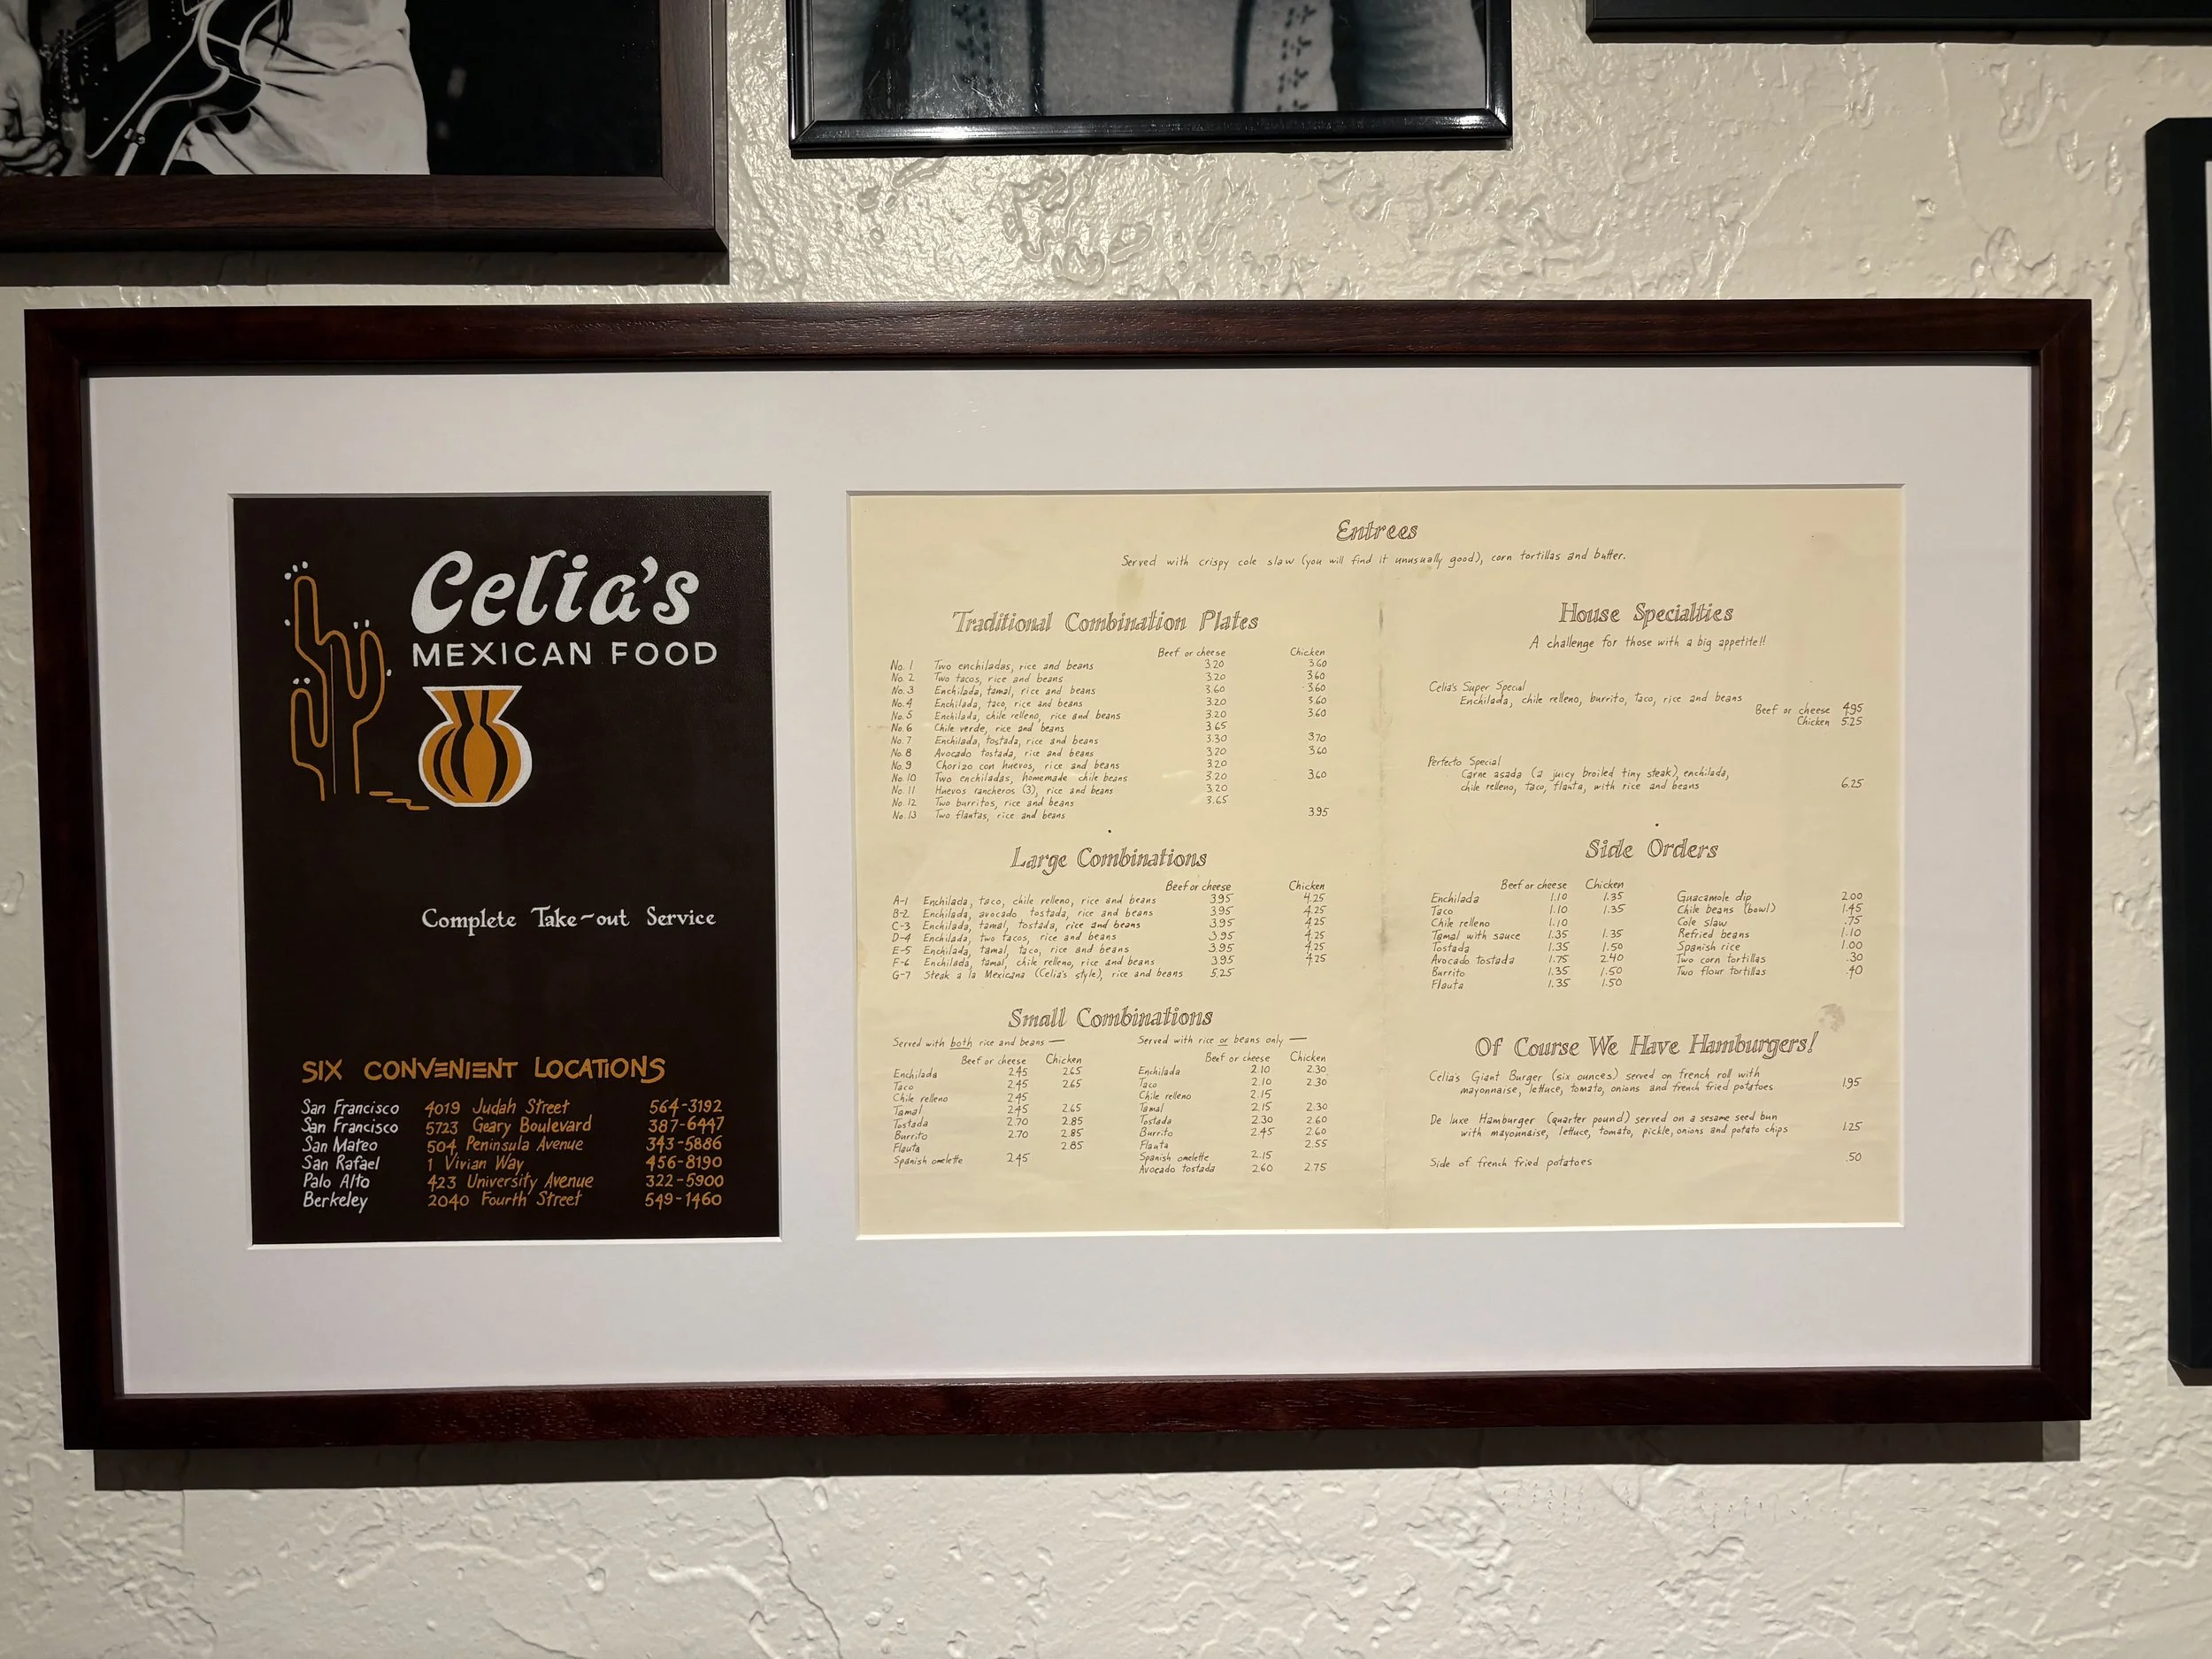 Celia's
MEXICAN FOOD
Complete Take-out Service
SIX CONVENIENT LOCATIONS
San Francisco 4019 Judah Street 564-3192
San Francisco 5723 Geary Boulevard 387-6447
San Mateo 504 Peninsula Avenue 343-5886
San Rafael 1 Vivian Way 456-8190
Palo Alto 423 University Avenue 322-5900
Berkeley 2040 Fourth Street 549-1460
Entrees
Served with crispy cole slaw (you will find it unusually good), corn tortillas and butter.
Traditional Combination Plates
Beef or cheese Chicken
No. 1 Two enchiladas, rice and beans 3.20 3.60
No. 2 Two tacos, rice and beans 3.20 3.60
No. 3 Enchilada, tamal, rice and beans 3.60 3.60
No. 4 Enchilada, taco, rice and beans 3.20 3.60
No. 5 Enchilada, chile relleno, rice and beans 3.20 3.60
No. 6 Chile verde, rice and beans 3.65
No. 7 Enchilada, tostada, rice and beans 3.30 3.70
No. 8 Avocado tostada, rice and beans 3.20 3.60
No. 9 Chorizo con huevos, rice and beans 3.20
No. 10 Two enchiladas, homemade chile beans 3.20 3.60
No. 11 Huevos rancheros (3), rice and beans 3.20
No. 12 Two burritos, rice and beans 3.65
No. 13 Two flautas, rice and beans 3.95
Large Combinations
Beef or cheese Chicken
A-1 Enchilada, taco, chile relleno, rice and beans 3.95 4.25
B-2 Enchilada, avocado tostada, rice and beans 3.95 4.25
C-3 Enchilada, tamal, tostada, rice and beans 3.95 4.25
D-4 Enchilada, two tacos, rice and beans 3.95 4.25
E-5 Enchilada, tamal, taco, rice and beans 3.95 4.25
F-6 Enchilada, tamal, chile relleno, rice and beans 3.95 4.25
G-7 Steak a la Mexicana (Celia's style), rice and beans 5.25
Small Combinations
Served with both rice and beans —
Beef or cheese Chicken
Enchilada 2.45 2.65
Taco 2.45 2.65
Chile relleno 2.45
Tamal 2.45 2.65
Tostada 2.70 2.85
Burrito 2.70 2.85
Flauta 2.85
Spanish omelette 2.45
Served with rice or beans only —
Beef or cheese Chicken
Enchilada 2.10 2.30
Taco 2.10 2.30
Chile relleno 2.15
Tamal 2.15 2.30
Tostada 2.30 2.60
Burrito 2.45 2.60
Flauta 2.55
Spanish omelette 2.15
Avocado tostada 2.60 2.75
House Specialties
A challenge for those with a big appetite!!
Celia's Super Special
Enchilada, chile relleno, burrito, taco, rice and beans
Beef or cheese 4.95
Chicken 5.25
Perfecto Special
Carne asada (a juicy broiled tiny steak), enchilada,
chile relleno, taco, flauta, with rice and beans 6.25
Side Orders
Beef or cheese Chicken
Enchilada 1.10 1.35
Taco 1.10 1.35
Chile relleno 1.10
Tamal with sauce 1.35 1.35
Tostada 1.35 1.50
Avocado tostada 1.75 2.40
Burrito 1.35 1.50
Flauta 1.35 1.50
Guacamole dip 2.00
Chile beans (bowl) 1.45
Cole slaw .75
Refried beans 1.10
Spanish rice 1.00
Two corn tortillas .30
Two flour tortillas .40
Of Course We Have Hamburgers!
Celia's Giant Burger (six ounces) served on french roll with
mayonnaise, lettuce, tomato, onions and french fried potatoes 1.95
De luxe Hamburger (quarter pound) served on a sesame seed bun
with mayonnaise, lettuce, tomato, pickle, onions and potato chips 1.25
Side of french fried potatoes .50